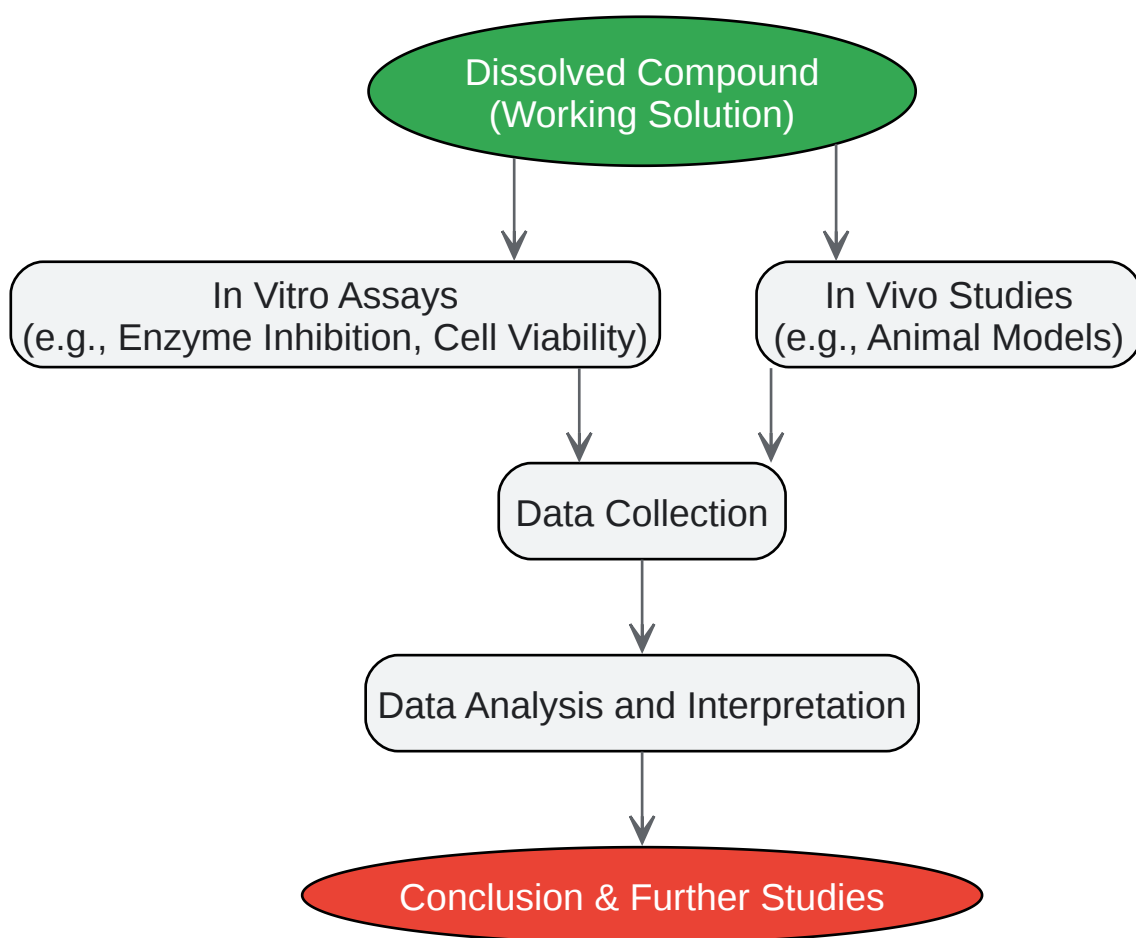 Dissolved Compound
(Working Solution)
In Vitro Assays
(e.g., Enzyme Inhibition, Cell Viability)
In Vivo Studies
(e.g., Animal Models)
Data Collection
Data Analysis and Interpretation
Conclusion & Further Studies